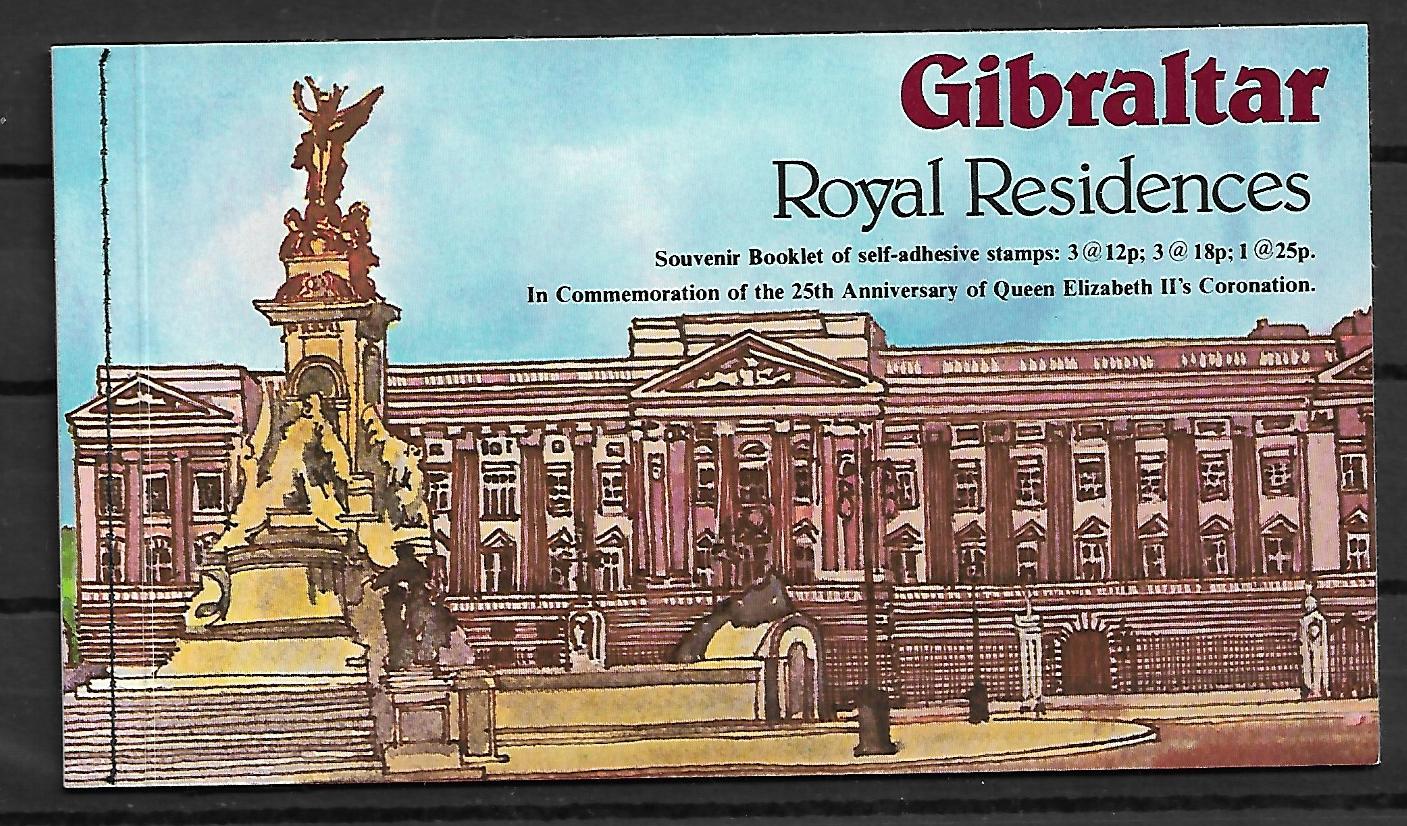 Gibraltar
Royal Residences
Souvenir Booklet of self-adhesive stamps: 3@12p; 3@18p; 1@25p.
In Commemoration of the 25th Anniversary of Queen Elizabeth II's Coronation.